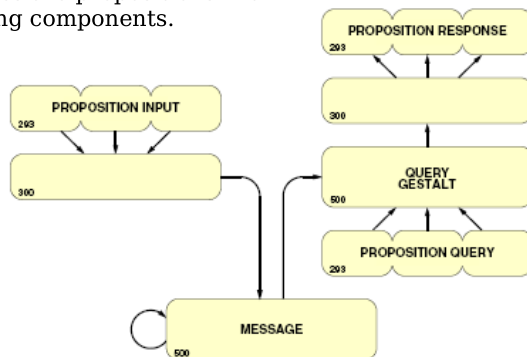 ng components.
PROPOSITION RESPONSE
293
300
PROPOSITION INPUT
293
300
QUERY
GESTALT
500
PROPOSITION QUERY
293
MESSAGE
500